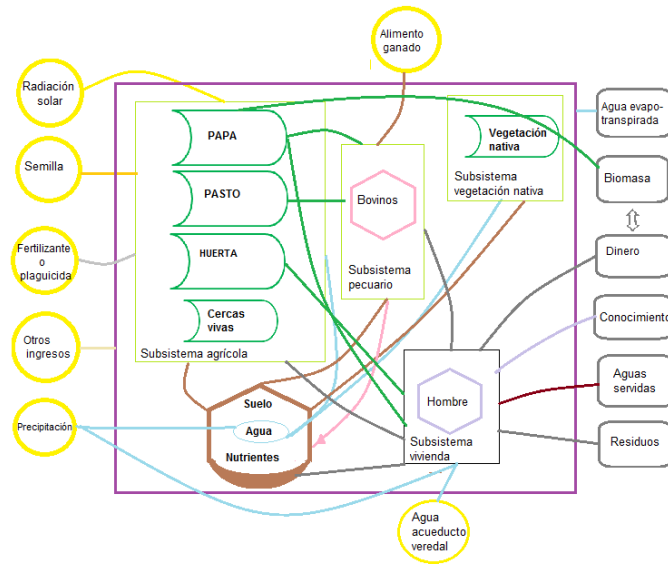 Alimento
ganado
Radiación
solar
Semilla
Fertilizante
o
plaguicida
Otros
ingresos
Precipitación
PAPA
PASTO
HUERTA
Cercas
vivas
Subsistema agrícola
Bovinos
Subsistema
pecuario
Vegetación
nativa
Subsistema
vegetación nativa
Suelo
Agua
Nutrientes
Hombre
Subsistema
vivienda
Agua
acueducto
veredal
Agua evapo-
transpirada
Biomasa
Dinero
Conocimiento
Aguas
servidas
Residuos